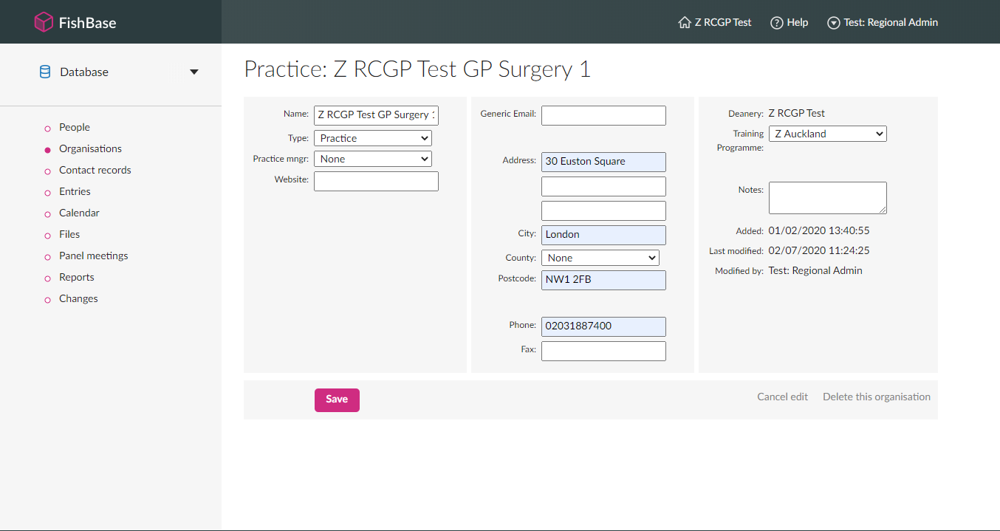 FishBase
Z RCGP Test
Help
Test: Regional Admin
Database
People
Organisations
Contact records
Entries
Calendar
Files
Panel meetings
Reports
Changes
Practice: Z RCGP Test GP Surgery 1
Name: Z RCGP Test GP Surgery
Type: Practice
Practice mngr: None
Website:
Generic Email:
Address: 30 Euston Square
City: London
County: None
Postcode: NW1 2FB
Phone: 02031887400
Fax:
Deanery: Z RCGP Test
Training Programme: Z Auckland
Notes:
Added: 01/02/2020 13:40:55
Last modified: 02/07/2020 11:24:25
Modified by: Test: Regional Admin
Save
Cancel edit
Delete this organisation